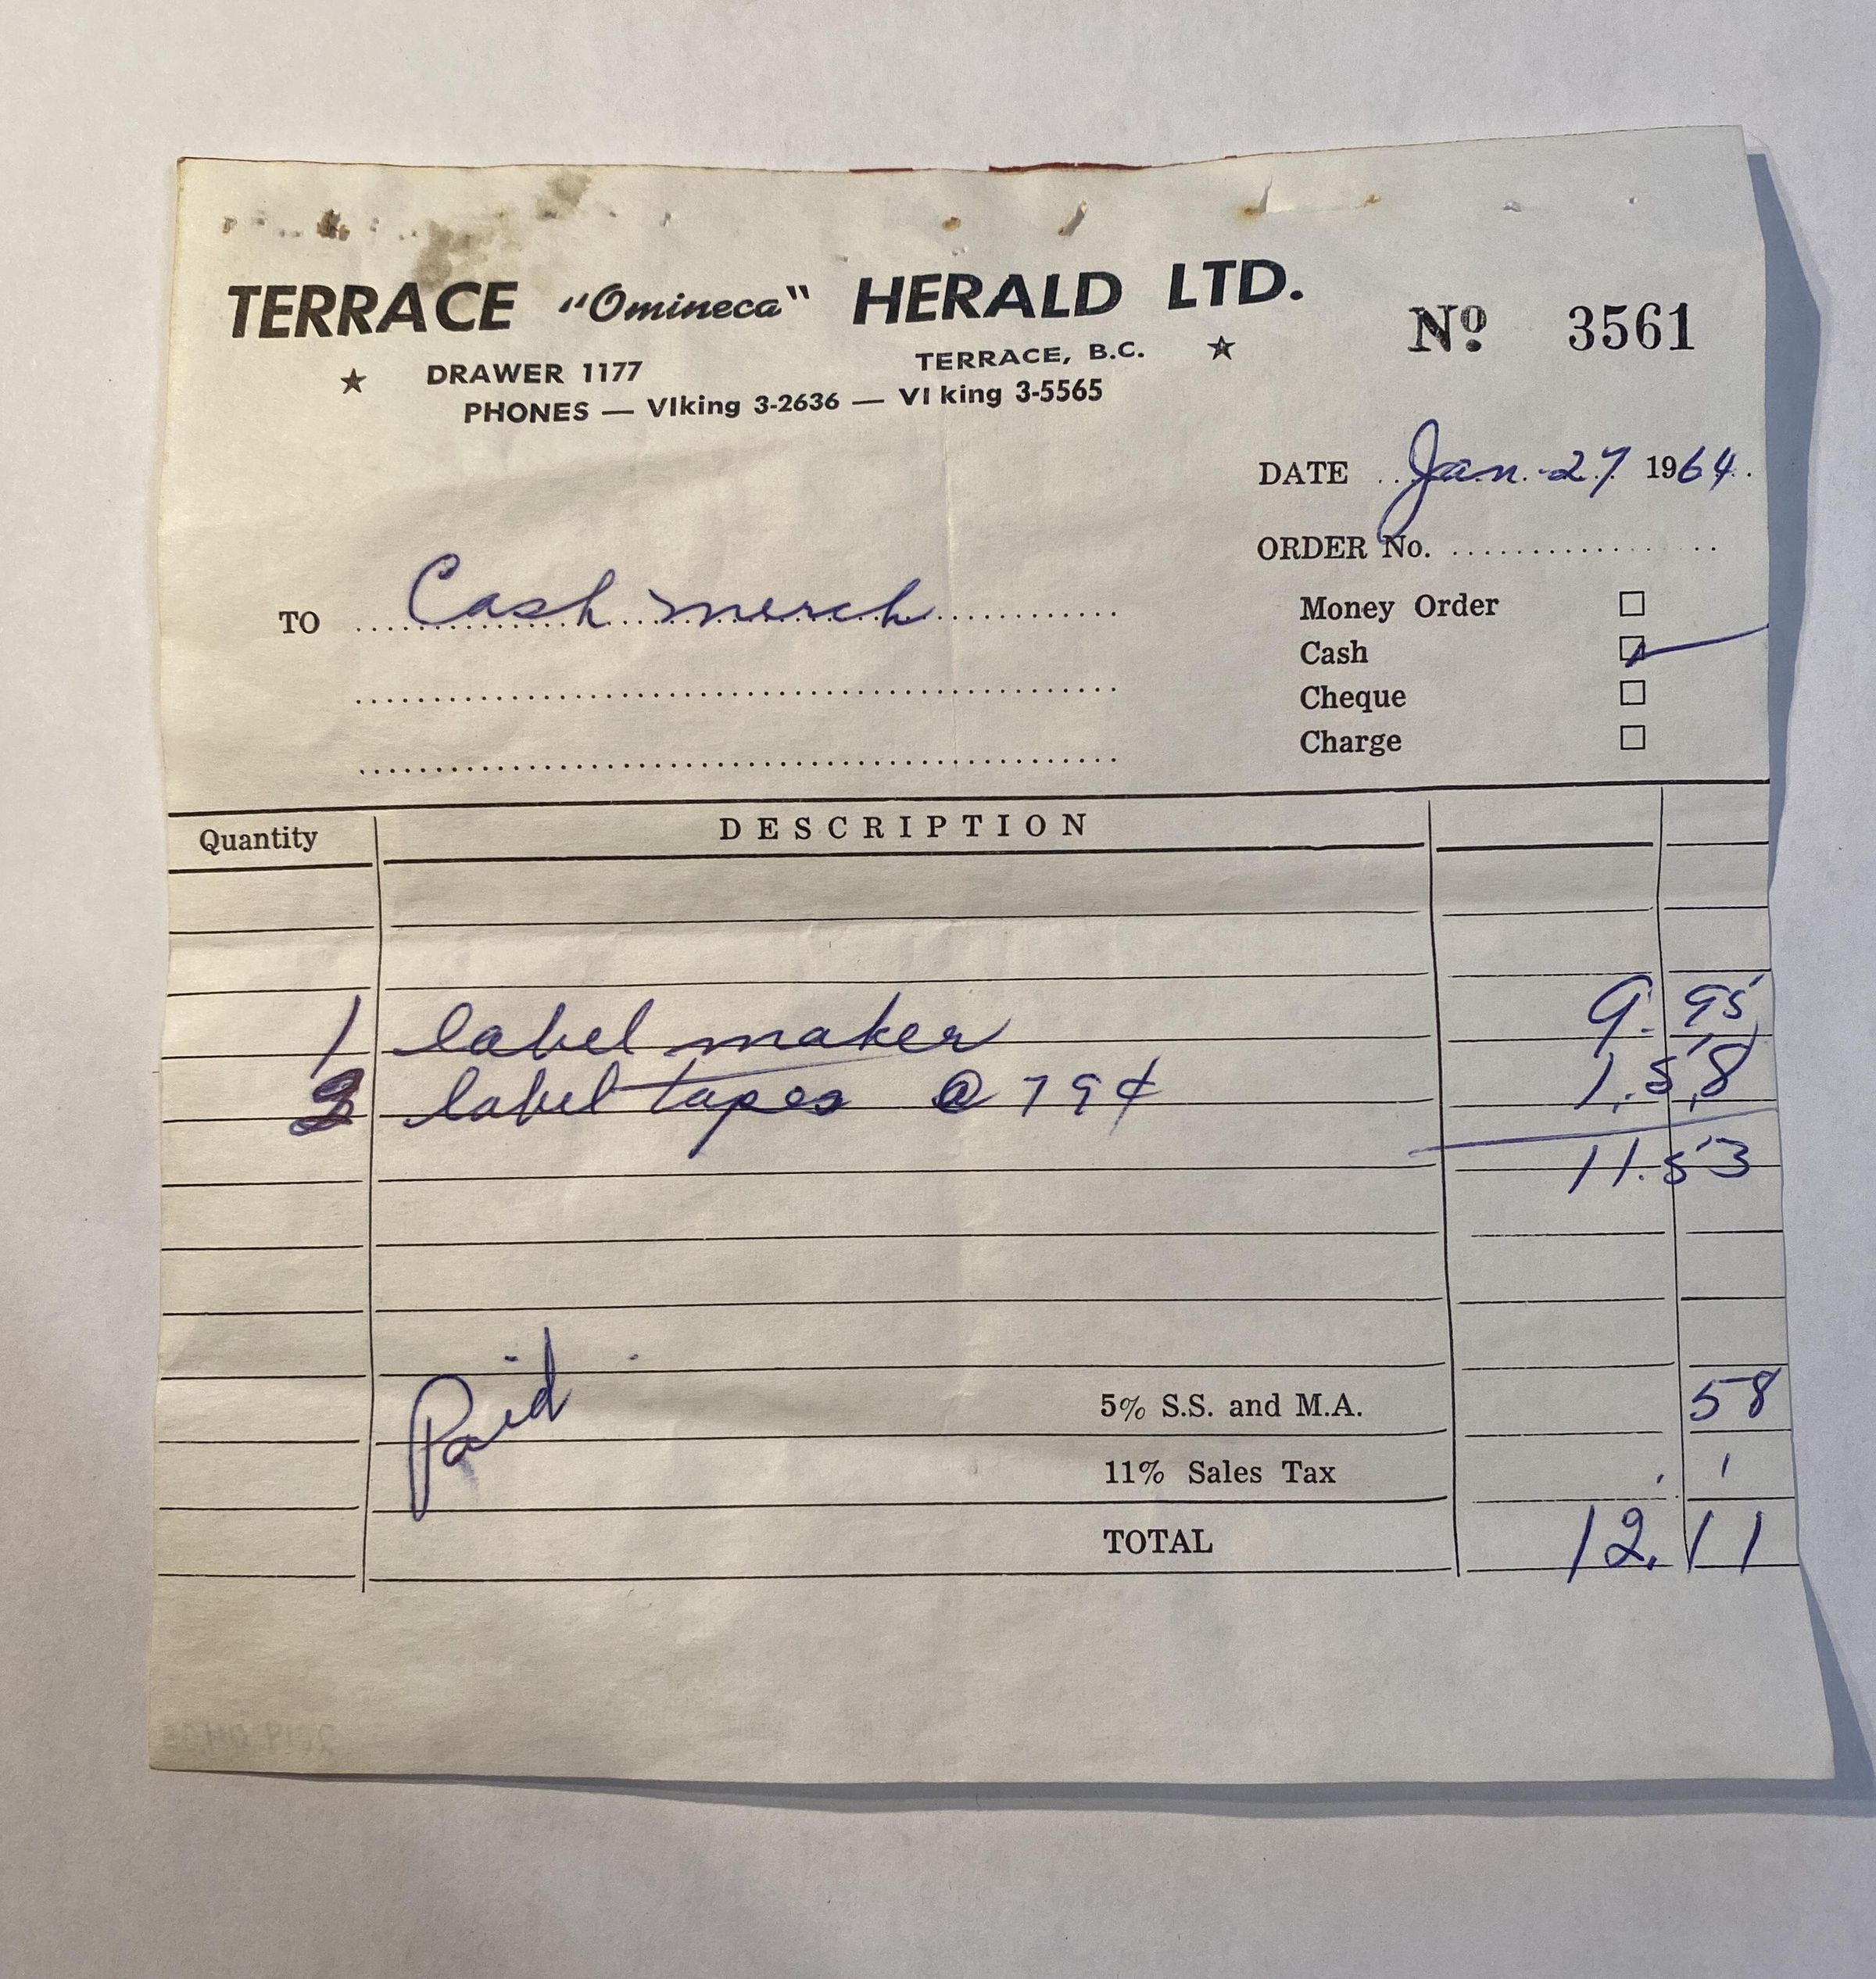 TERRACE "Omineca" HERALD LTD.
Nº 3561
DRAWER 1177 TERRACE, B.C.
PHONES — VIking 3-2636 — VI king 3-5565
DATE Jan. 27 1964.
ORDER No.
TO Cash merch
Money Order
Cash
Cheque
Charge
Quantity DESCRIPTION
1 label maker 9.95
2 label tapes @ 79¢ 1.58
11.53
Paid
5% S.S. and M.A. 58
11% Sales Tax
TOTAL 12.11